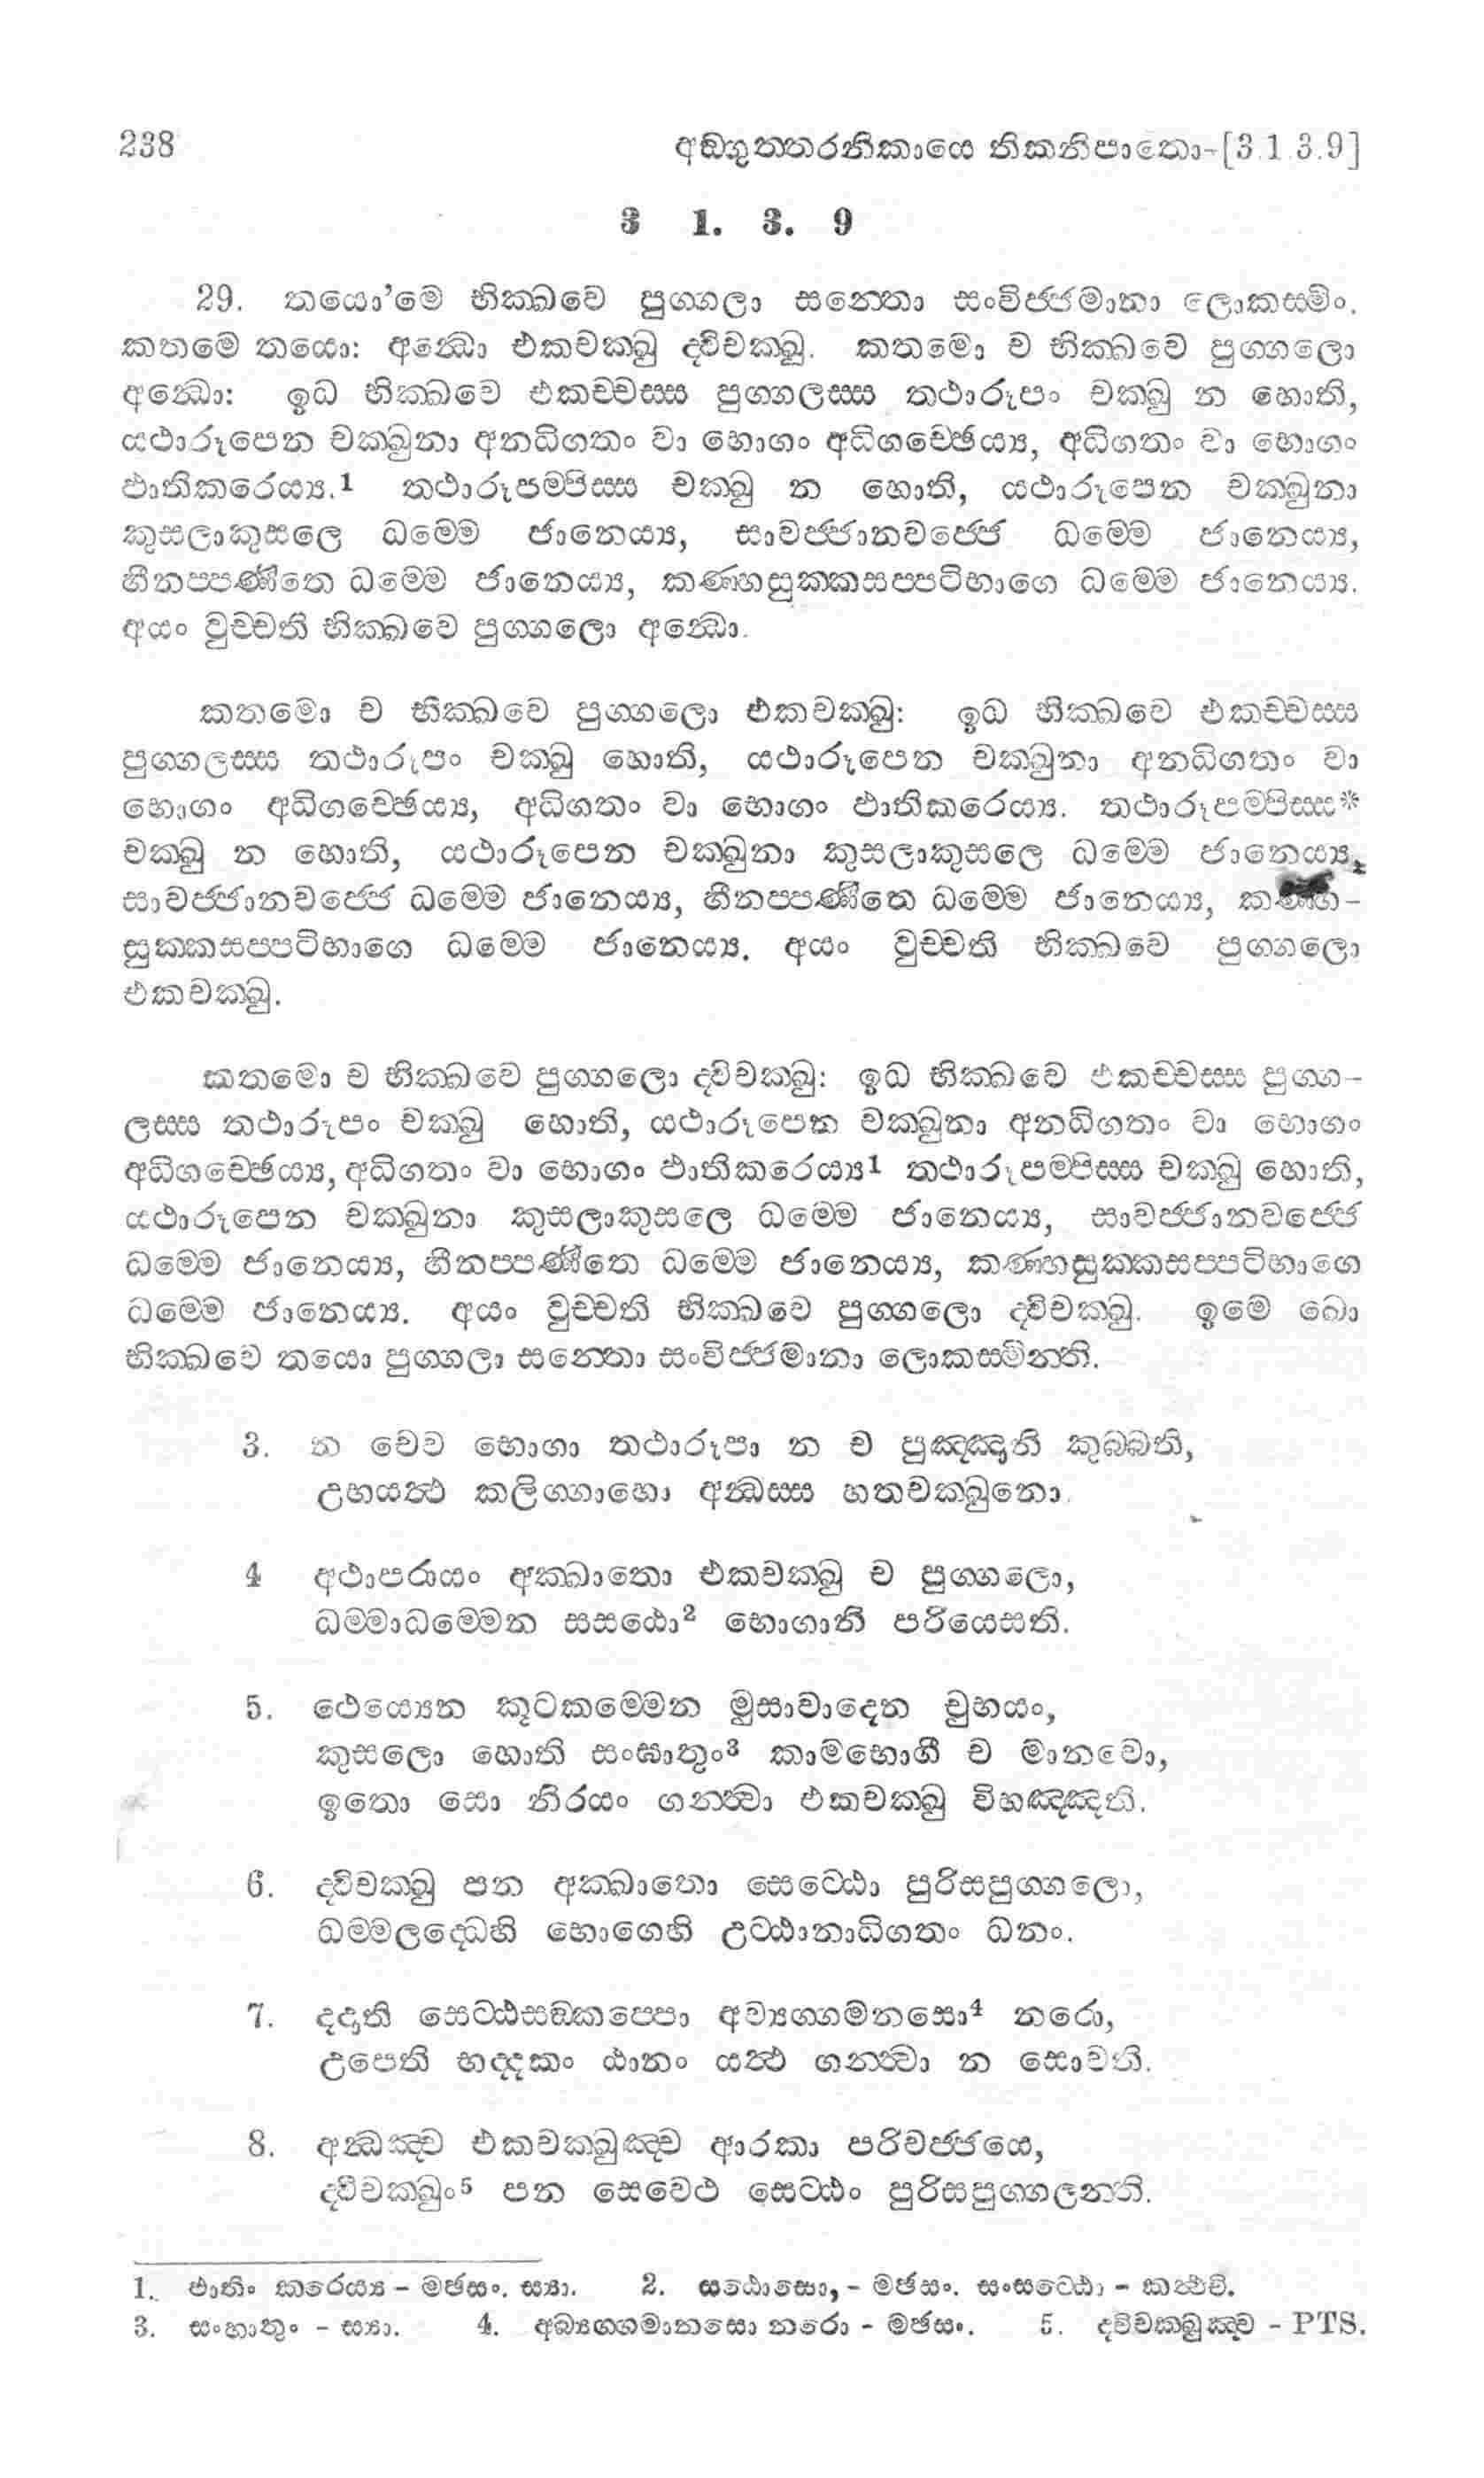 238 අඞ්ගුත්තරනිකායෙ තිකනිපාතො-[3.1.3.9]
3 1. 3. 9
29. තයො'මෙ භික්ඛවෙ පුග්ගලා සන්තො සංවිජ්ජමානා ලොකස්මිං.
කතමෙ තයො: අන්ධො එකචක්ඛු ද්විචක්ඛු. කතමො ච භික්ඛවෙ පුග්ගලො
අන්ධො: ඉධ භික්ඛවෙ එකච්චස්ස පුග්ගලස්ස තථාරූපං චක්ඛු න හොති,
යථාරූපෙන චක්ඛුනා අනධිගතං වා භොගං අධිගච්ඡෙය්‍ය, අධිගතං වා භොගං
ඵාතිකරෙය්‍ය.1 තථාරූපම්පිස්ස චක්ඛු න හොති, යථාරූපෙන චක්ඛුනා
කුසලාකුසලෙ ධම්මෙ ජානෙය්‍ය, සාවජ්ජානවජ්ජෙ ධම්මෙ ජානෙය්‍ය,
හීනප්පණීතෙ ධම්මෙ ජානෙය්‍ය, කණ්හසුක්කසප්පටිභාගෙ ධම්මෙ ජානෙය්‍ය.
අයං වුච්චති භික්ඛවෙ පුග්ගලො අන්ධො.
කතමො ච භික්ඛවෙ පුග්ගලො එකචක්ඛු: ඉධ භික්ඛවෙ එකච්චස්ස
පුග්ගලස්ස තථාරූපං චක්ඛු හොති, යථාරූපෙන චක්ඛුනා අනධිගතං වා
භොගං අධිගච්ඡෙය්‍ය, අධිගතං වා භොගං ඵාතිකරෙය්‍ය. තථාරූපම්පිස්ස*
චක්ඛු න හොති, යථාරූපෙන චක්ඛුනා කුසලාකුසලෙ ධම්මෙ ජානෙය්‍ය,
සාවජ්ජානවජ්ජෙ ධම්මෙ ජානෙය්‍ය, හීනප්පණීතෙ ධම්මෙ ජානෙය්‍ය, කණ්හ-
සුක්කසප්පටිභාගෙ ධම්මෙ ජානෙය්‍ය. අයං වුච්චති භික්ඛවෙ පුග්ගලො
එකචක්ඛු.
කතමො ච භික්ඛවෙ පුග්ගලො ද්විචක්ඛු: ඉධ භික්ඛවෙ එකච්චස්ස පුග්ග-
ලස්ස තථාරූපං චක්ඛු හොති, යථාරූපෙන චක්ඛුනා අනධිගතං වා භොගං
අධිගච්ඡෙය්‍ය, අධිගතං වා භොගං ඵාතිකරෙය්‍ය1 තථාරූපම්පිස්ස චක්ඛු හොති,
යථාරූපෙන චක්ඛුනා කුසලාකුසලෙ ධම්මෙ ජානෙය්‍ය, සාවජ්ජානවජ්ජෙ
ධම්මෙ ජානෙය්‍ය, හීනප්පණීතෙ ධම්මෙ ජානෙය්‍ය, කණ්හසුක්කසප්පටිභාගෙ
ධම්මෙ ජානෙය්‍ය. අයං වුච්චති භික්ඛවෙ පුග්ගලො ද්විචක්ඛු. ඉමෙ ඛො
භික්ඛවෙ තයො පුග්ගලා සන්තො සංවිජ්ජමානා ලොකස්මින්ති.
3. න චෙව භොගා තථාරූපා න ච පුඤ්ඤානි කුබ්බති,
උභයත්ථ කලිග්ගාහො අන්ධස්ස හතචක්ඛුනො.
4 අථාපරායං අක්ඛාතො එකචක්ඛු ච පුග්ගලො,
ධම්මාධම්මෙන සසඨො2 භොගානි පරියෙසති.
5. ථෙය්‍යෙන කූටකම්මෙන මුසාවාදෙන චූභයං,
කුසලො හොති සංඝාතුං3 කාමභොගී ච මානවො,
ඉතො සො නිරයං ගන්ත්වා එකචක්ඛු විහඤ්ඤති.
6. ද්විචක්ඛු පන අක්ඛාතො සෙට්ඨො පුරිසපුග්ගලො,
ධම්මලද්ධෙහි භොගෙහි උට්ඨානාධිගතං ධනං.
7. දදාති සෙට්ඨසඞ්කප්පො අව්‍යග්ගමනසො4 නරො,
උපෙති භද්දකං ඨානං යත්ථ ගන්ත්වා න සොචති.
8. අන්ධඤ්ච එකචක්ඛුඤ්ච ආරකා පරිවජ්ජයෙ,
ද්විචක්ඛුං5 පන සෙවෙථ සෙට්ඨං පුරිසපුග්ගලන්ති.
1. ඵාතිං කරෙය්‍ය - මඡසං. ස්‍යා. 2. සඨොසො, - මඡසං. සංසට්ඨො - කත්ථචි.
3. සංහාතුං - ස්‍යා. 4. අබ්‍යග්ගමානසො නරො - මඡසං. 5. ද්විචක්ඛුඤ්ච - PTS.